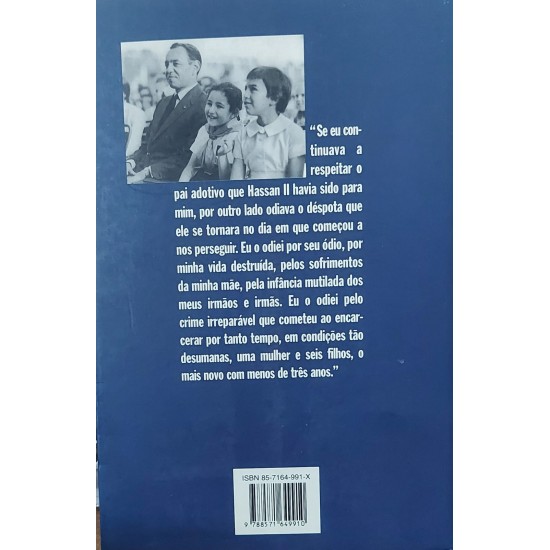 “Se eu con-
tinuava a
respeitar o
pai adotivo que Hassan II havia sido para
mim, por outro lado odiava o déspota que
ele se tornara no dia em que começou a
nos perseguir. Eu o odiei por seu ódio, por
minha vida destruída, pelos sofrimentos
da minha mãe, pela infância mutilada dos
meus irmãos e irmãs. Eu o odiei pelo
crime irreparável que cometeu ao encar-
cerar por tanto tempo, em condições tão
desumanas, uma mulher e seis filhos, o
mais novo com menos de três anos.”
ISBN 85-7164-991-X
9 788571 649910